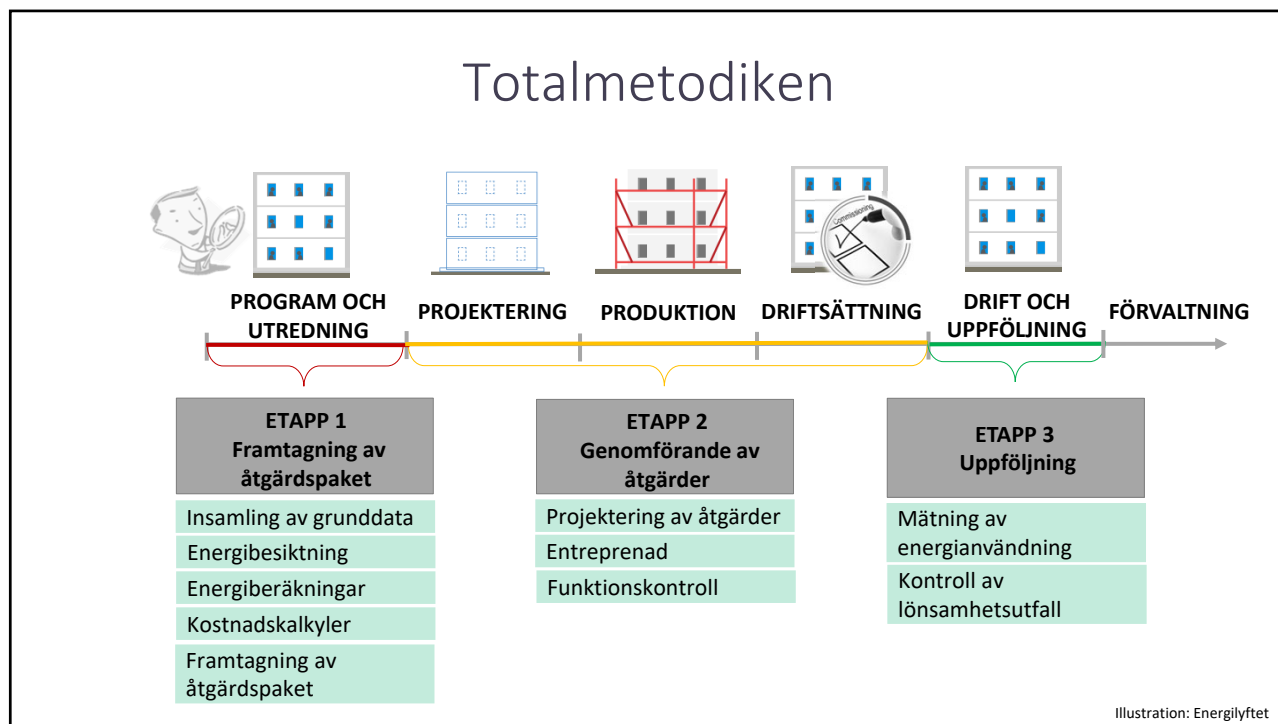 Totalmetodiken
Commissioning
PROGRAM OCH
UTREDNING
PROJEKTERING
PRODUKTION
DRIFTSÄTTNING
DRIFT OCH
UPPFÖLJNING
FÖRVALTNING
ETAPP 1
Framtagning av
åtgärdspaket
Insamling av grunddata
Energibesiktning
Energiberäkningar
Kostnadskalkyler
Framtagning av
åtgärdspaket
ETAPP 2
Genomförande av
åtgärder
Projektering av åtgärder
Entreprenad
Funktionskontroll
ETAPP 3
Uppföljning
Mätning av
energianvändning
Kontroll av
lönsamhetsutfall
Illustration: Energilyftet